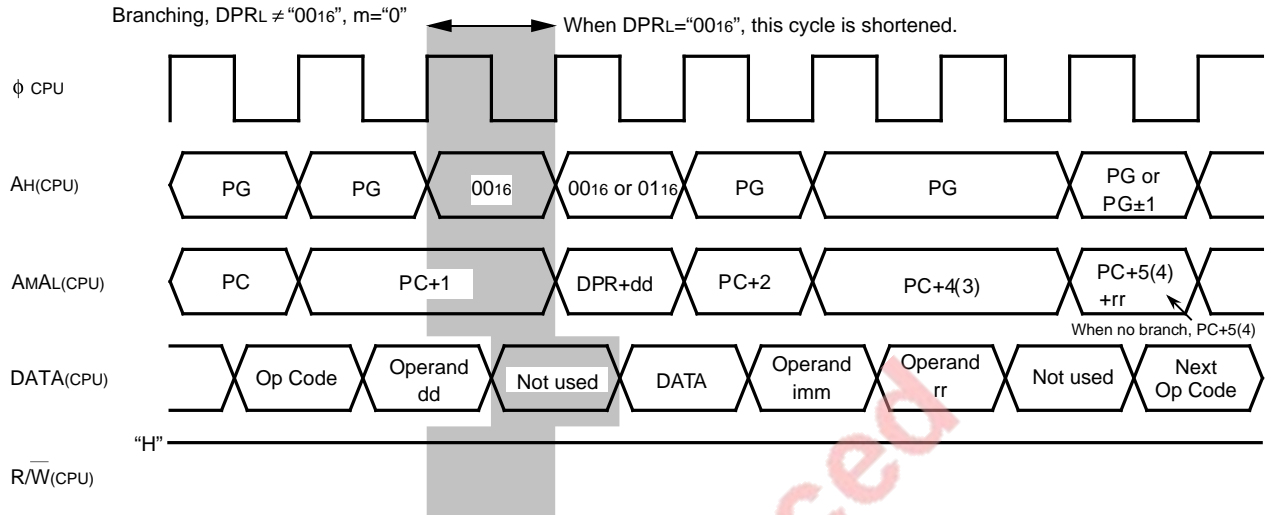 Branching, DPRL ≠ “0016”, m=“0”
When DPRL=“0016”, this cycle is shortened.
φ CPU
AH(CPU) PG PG 0016 0016 or 0116 PG PG PG or
PG±1
AMAL(CPU) PC PC+1 DPR+dd PC+2 PC+4(3) PC+5(4)
+rr
When no branch, PC+5(4)
DATA(CPU) Op Code Operand
dd Not used DATA Operand
imm Operand
rr Not used Next
Op Code
“H”
R/W(CPU)